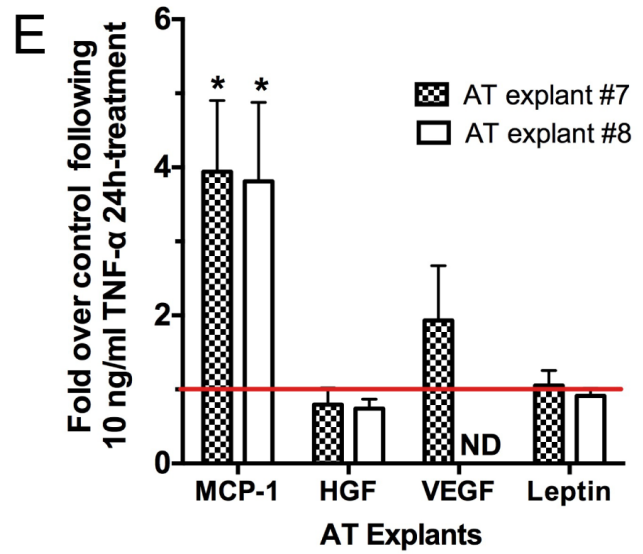 E
Fold over control following
10 ng/ml TNF-α 24h-treatment
6
4
2
0
* *
AT explant #7
AT explant #8
ND
MCP-1 HGF VEGF Leptin
AT Explants